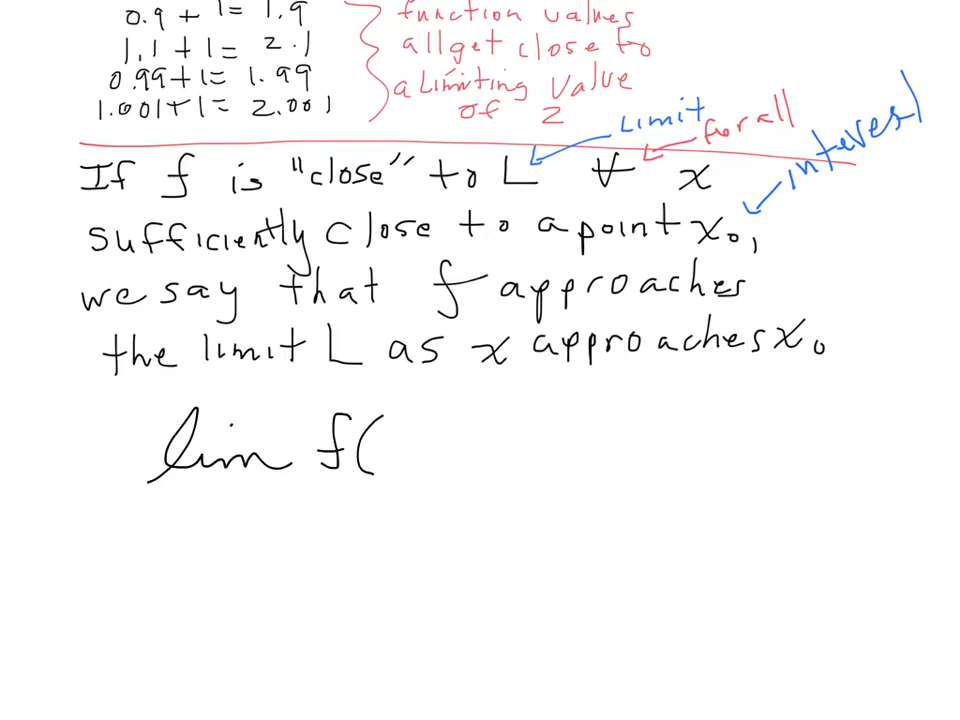 0.9 + 1 = 1.9
1.1 + 1 = 2.1
0.99 + 1 = 1.99
1.001 + 1 = 2.001
function values
all get close to
a limiting value
of 2
Limit
for all
interval
If f is "close" to L ∀ x
sufficiently close to a point x₀,
we say that f approaches
the limit L as x approaches x₀
lim f(